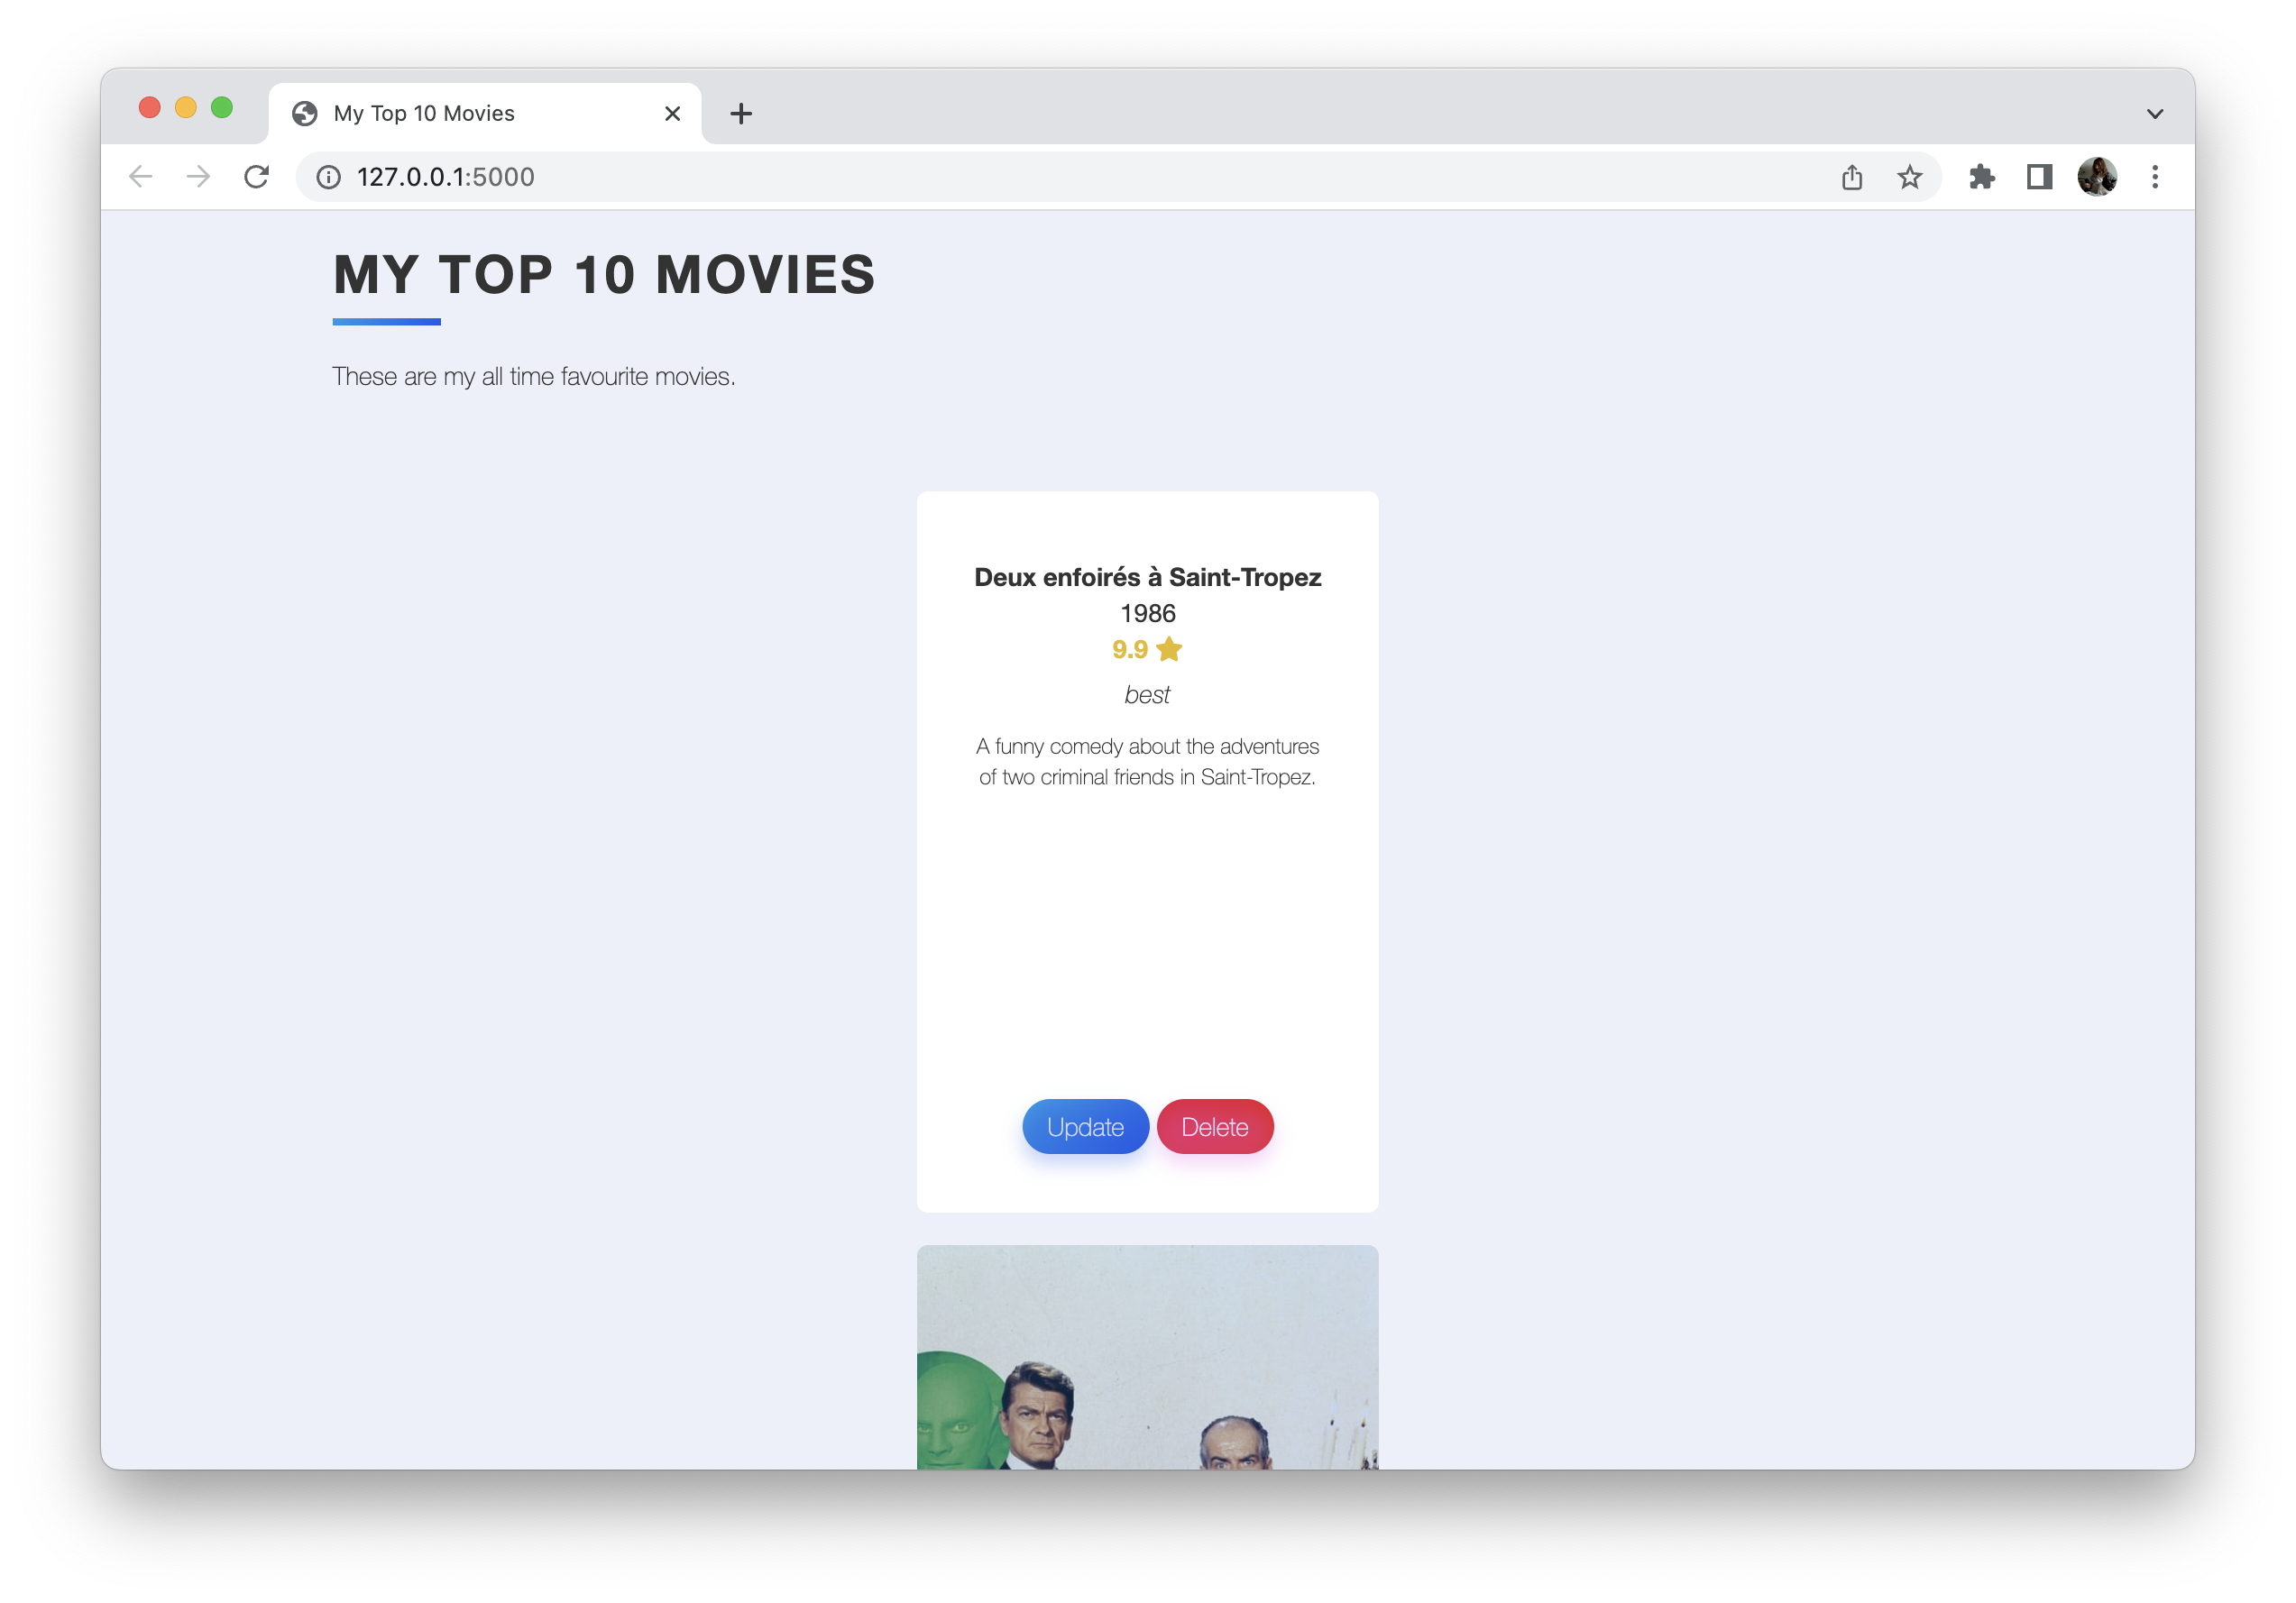 My Top 10 Movies
127.0.0.1:5000
MY TOP 10 MOVIES
These are my all time favourite movies.
Deux enfoirés à Saint-Tropez
1986
9.9
best
A funny comedy about the adventures
of two criminal friends in Saint-Tropez.
Update Delete